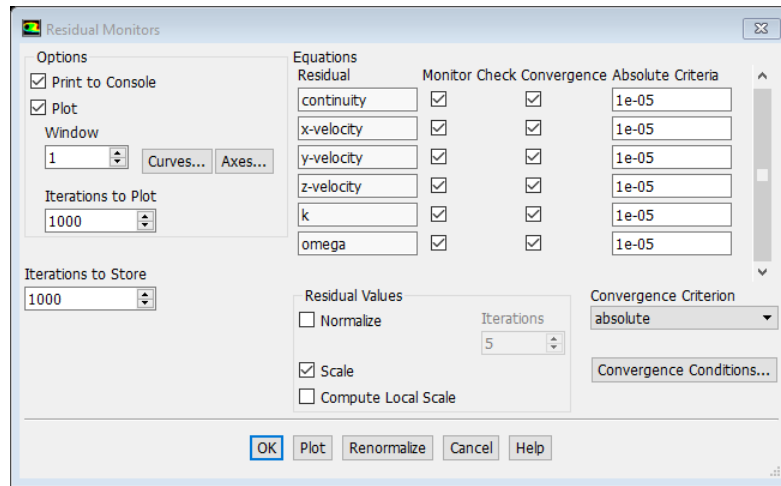 Residual Monitors
Options
Print to Console
Plot
Window
1
Curves... Axes...
Iterations to Plot
1000
Iterations to Store
1000
Equations
Residual Monitor Check Convergence Absolute Criteria
continuity 1e-05
x-velocity 1e-05
y-velocity 1e-05
z-velocity 1e-05
k 1e-05
omega 1e-05
Residual Values
Normalize
Iterations
5
Scale
Compute Local Scale
Convergence Criterion
absolute
Convergence Conditions...
OK Plot Renormalize Cancel Help